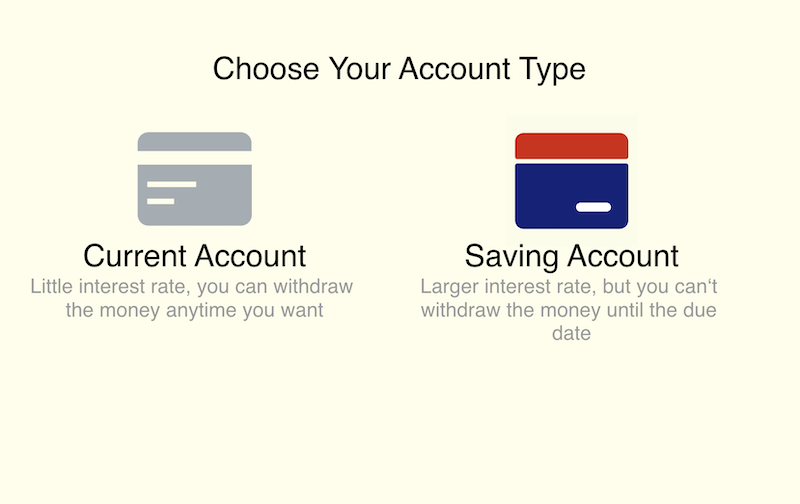 Choose Your Account Type
Current Account
Little interest rate, you can withdraw
the money anytime you want
Saving Account
Larger interest rate, but you can‘t
withdraw the money until the due
date